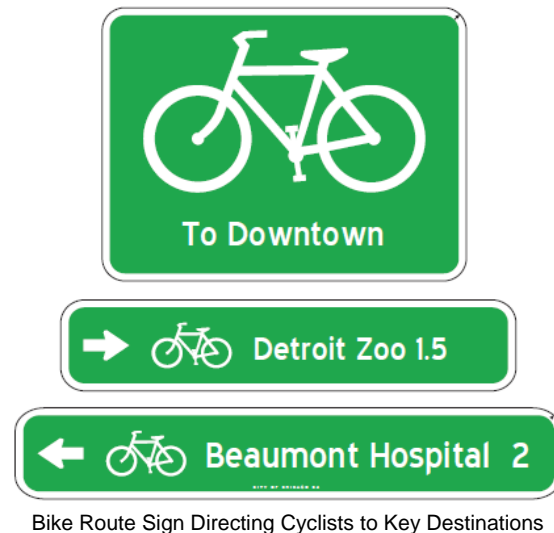 To Downtown
Detroit Zoo 1.5
Beaumont Hospital 2
Bike Route Sign Directing Cyclists to Key Destinations